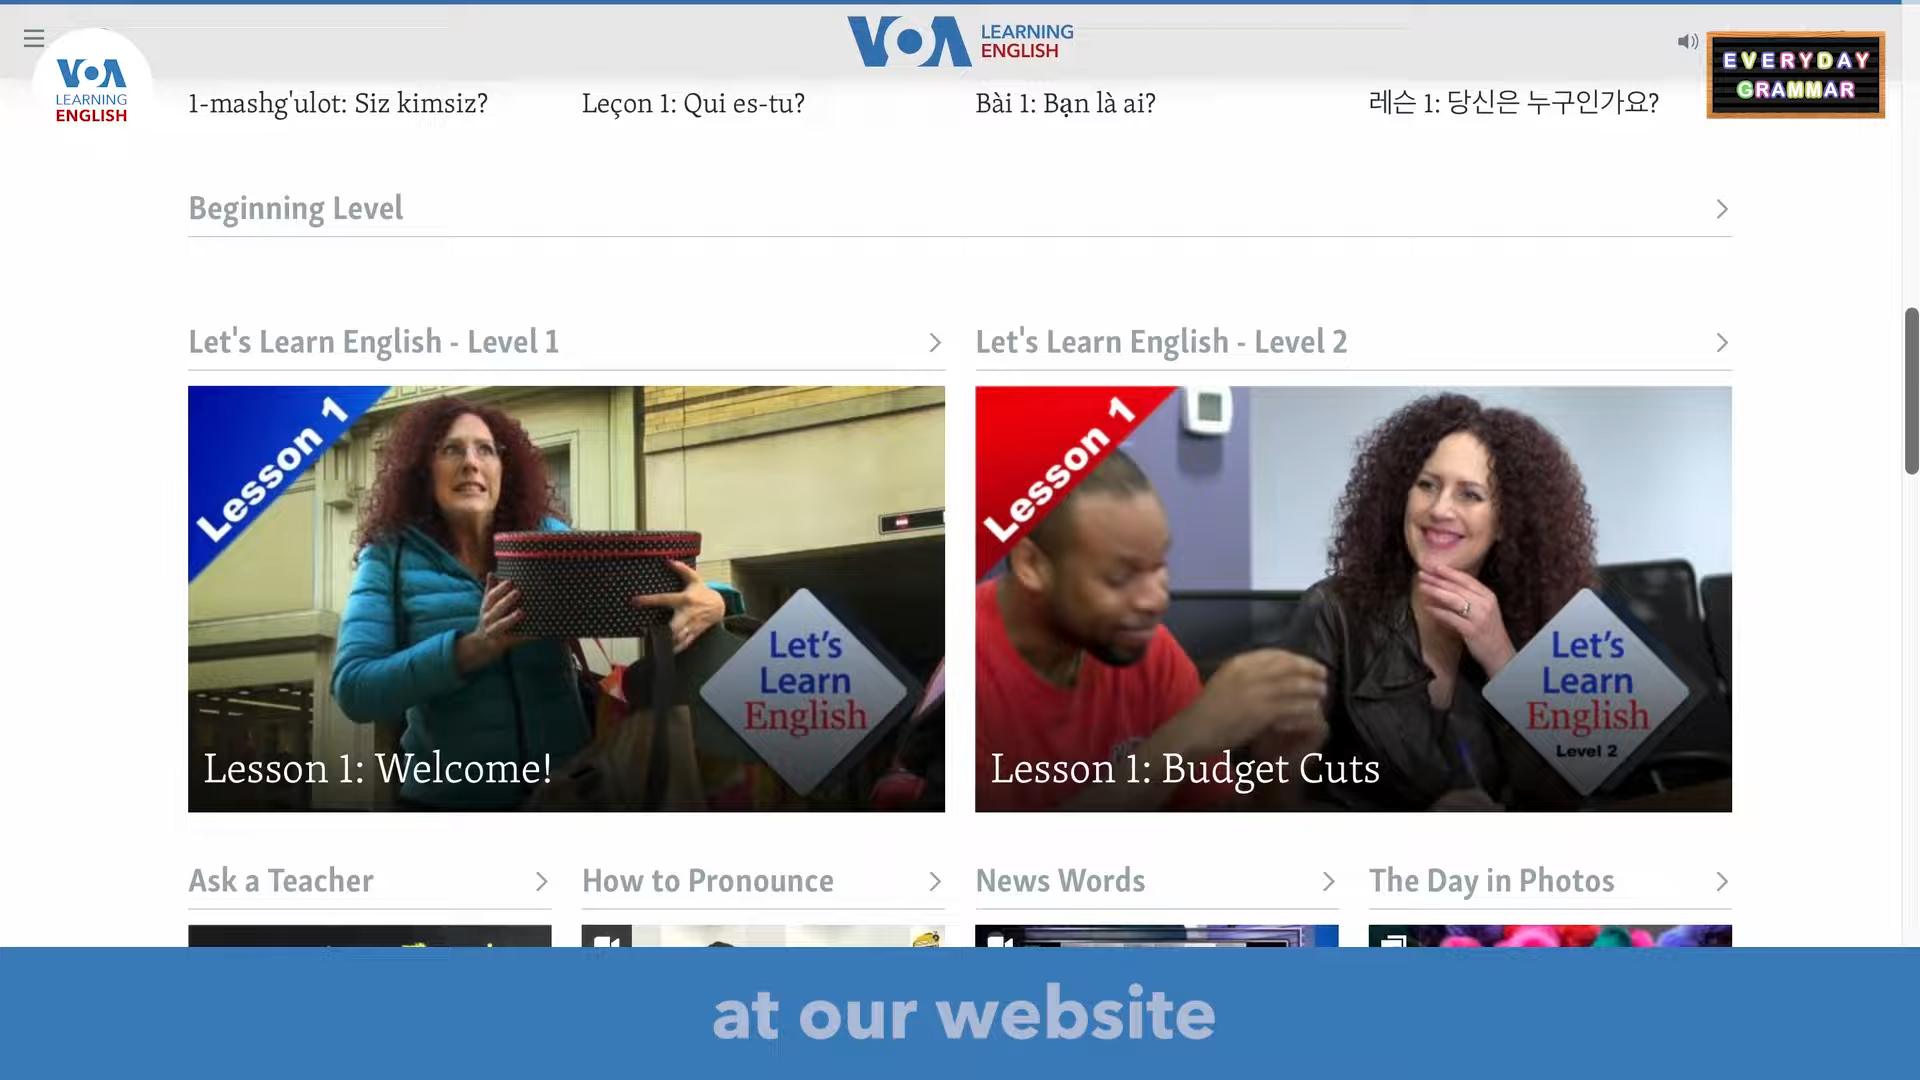 VOA LEARNING ENGLISH
VOA LEARNING ENGLISH
EVERYDAY GRAMMAR
1-mashg'ulot: Siz kimsiz?
Leçon 1: Qui es-tu?
Bài 1: Bạn là ai?
레슨 1: 당신은 누구인가요?
Beginning Level
Let's Learn English - Level 1
Let's Learn English - Level 2
Lesson 1
Let's Learn English
Lesson 1: Welcome!
Lesson 1
Let's Learn English Level 2
Lesson 1: Budget Cuts
Ask a Teacher
How to Pronounce
News Words
The Day in Photos
at our website